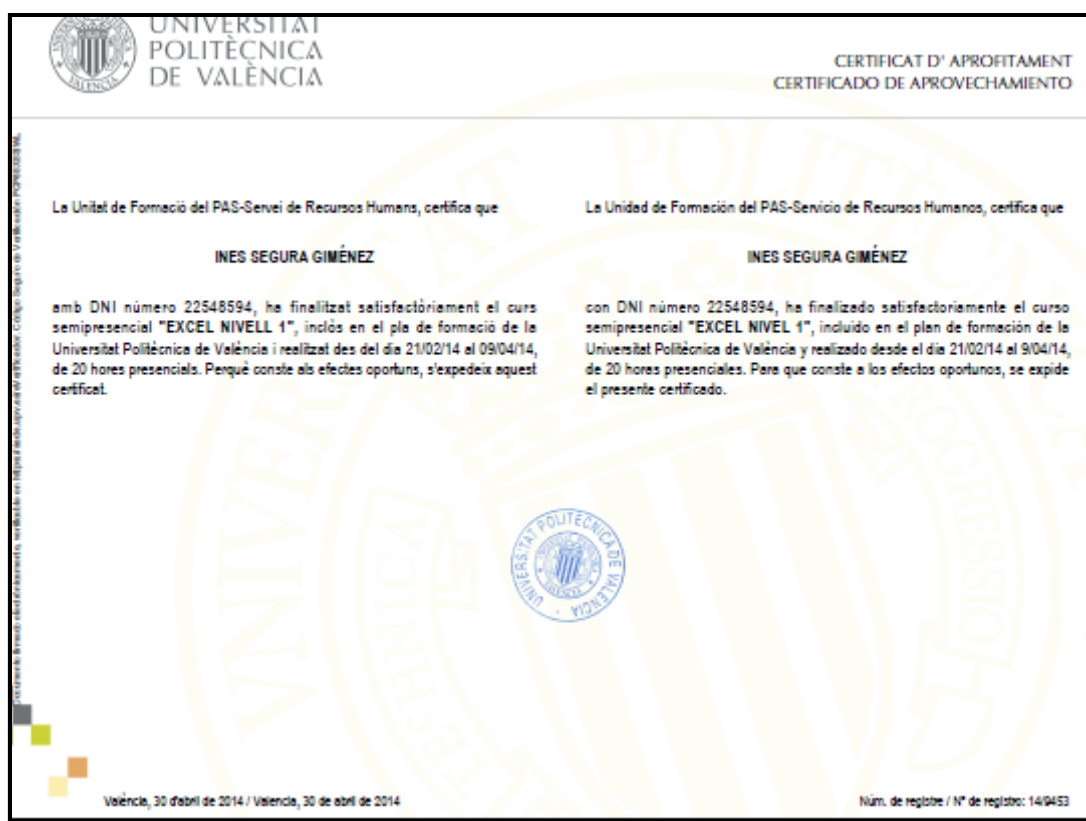 UNIVERSITAT
POLITÈCNICA
DE VALÈNCIA
CERTIFICAT D' APROFITAMENT
CERTIFICADO DE APROVECHAMIENTO
La Unitat de Formació del PAS-Servei de Recursos Humans, certifica que
INES SEGURA GIMÉNEZ
amb DNI número 22548594, ha finalitzat satisfactòriament el curs
semipresencial "EXCEL NIVELL 1", inclòs en el pla de formació de la
Universitat Politècnica de València i realitzat des del dia 21/02/14 al 09/04/14,
de 20 hores presencials. Perquè conste als efectes oportuns, s'expedeix aquest
certificat.
La Unidad de Formación del PAS-Servicio de Recursos Humanos, certifica que
INES SEGURA GIMÉNEZ
con DNI número 22548594, ha finalizado satisfactoriamente el curso
semipresencial "EXCEL NIVEL 1", incluido en el plan de formación de la
Universitat Politècnica de València y realizado desde el dia 21/02/14 al 9/04/14,
de 20 horas presenciales. Para que conste a los efectos oportunos, se expide
el presente certificado.
UNIVERSITAT POLITECNICA DE VALENCIA
València, 30 d'abril de 2014 / Valencia, 30 de abril de 2014
Núm. de registre / Nº de registro: 14/9453